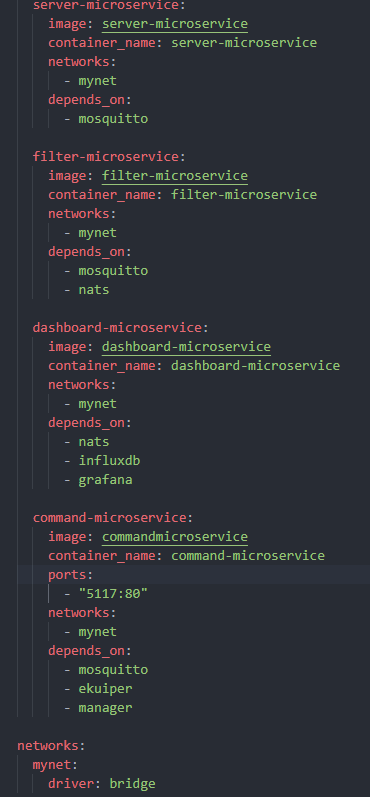 server-microservice:
image: server-microservice
container_name: server-microservice
networks:
- mynet
depends_on:
- mosquitto
filter-microservice:
image: filter-microservice
container_name: filter-microservice
networks:
- mynet
depends_on:
- mosquitto
- nats
dashboard-microservice:
image: dashboard-microservice
container_name: dashboard-microservice
networks:
- mynet
depends_on:
- nats
- influxdb
- grafana
command-microservice:
image: commandmicroservice
container_name: command-microservice
ports:
- "5117:80"
networks:
- mynet
depends_on:
- mosquitto
- ekuiper
- manager
networks:
mynet:
driver: bridge